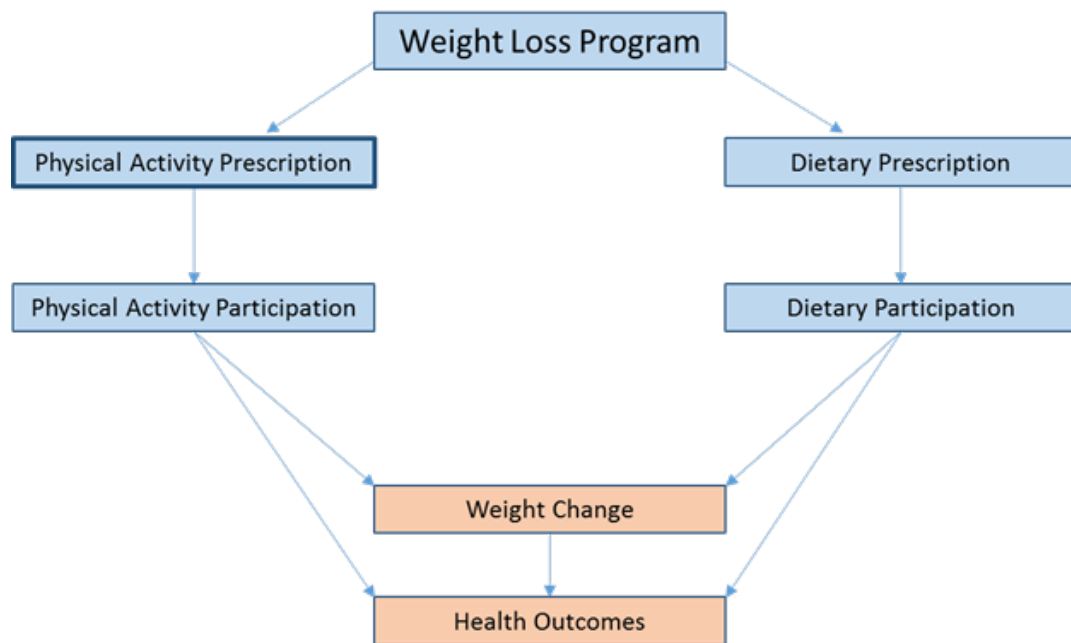 Weight Loss Program
Physical Activity Prescription
Dietary Prescription
Physical Activity Participation
Dietary Participation
Weight Change
Health Outcomes